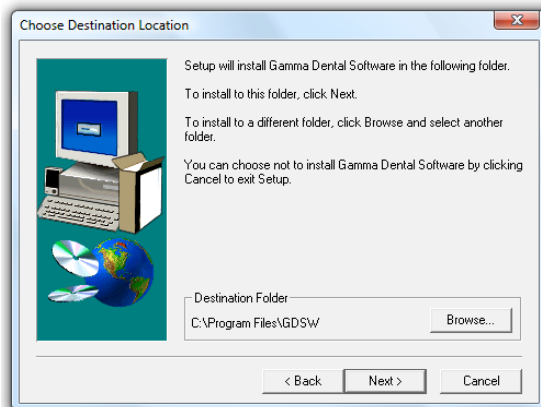 Choose Destination Location
Setup will install Gamma Dental Software in the following folder.
To install to this folder, click Next.
To install to a different folder, click Browse and select another
folder.
You can choose not to install Gamma Dental Software by clicking
Cancel to exit Setup.
Destination Folder
C:\Program Files\GDSW
Browse...
< Back
Next >
Cancel